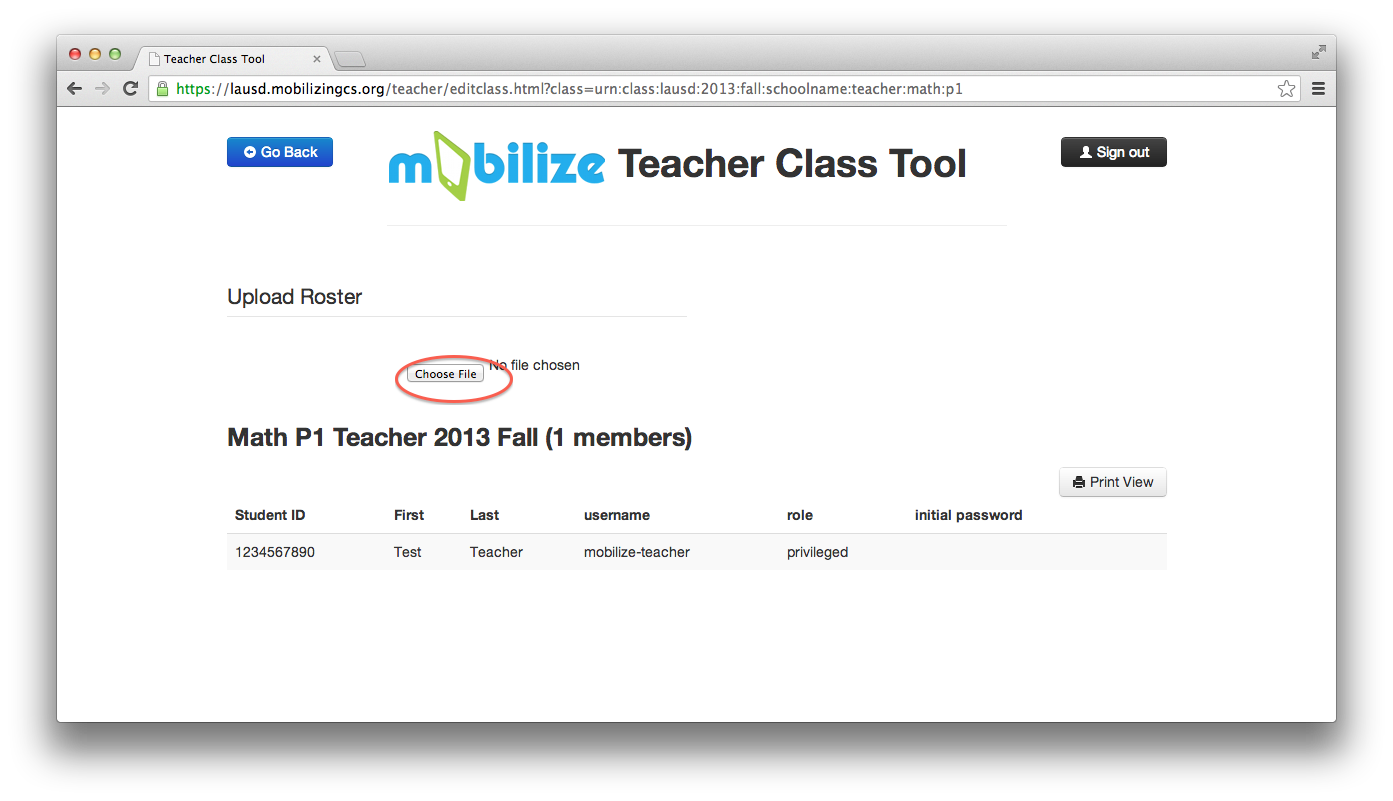 Teacher Class Tool
https://lausd.mobilizingcs.org/teacher/editclass.html?class=urn:class:lausd:2013:fall:schoolname:teacher:math:p1
Go Back
mobilize Teacher Class Tool
Sign out
Upload Roster
Choose File No file chosen
Math P1 Teacher 2013 Fall (1 members)
Print View
Student ID First Last username role initial password
1234567890 Test Teacher mobilize-teacher privileged